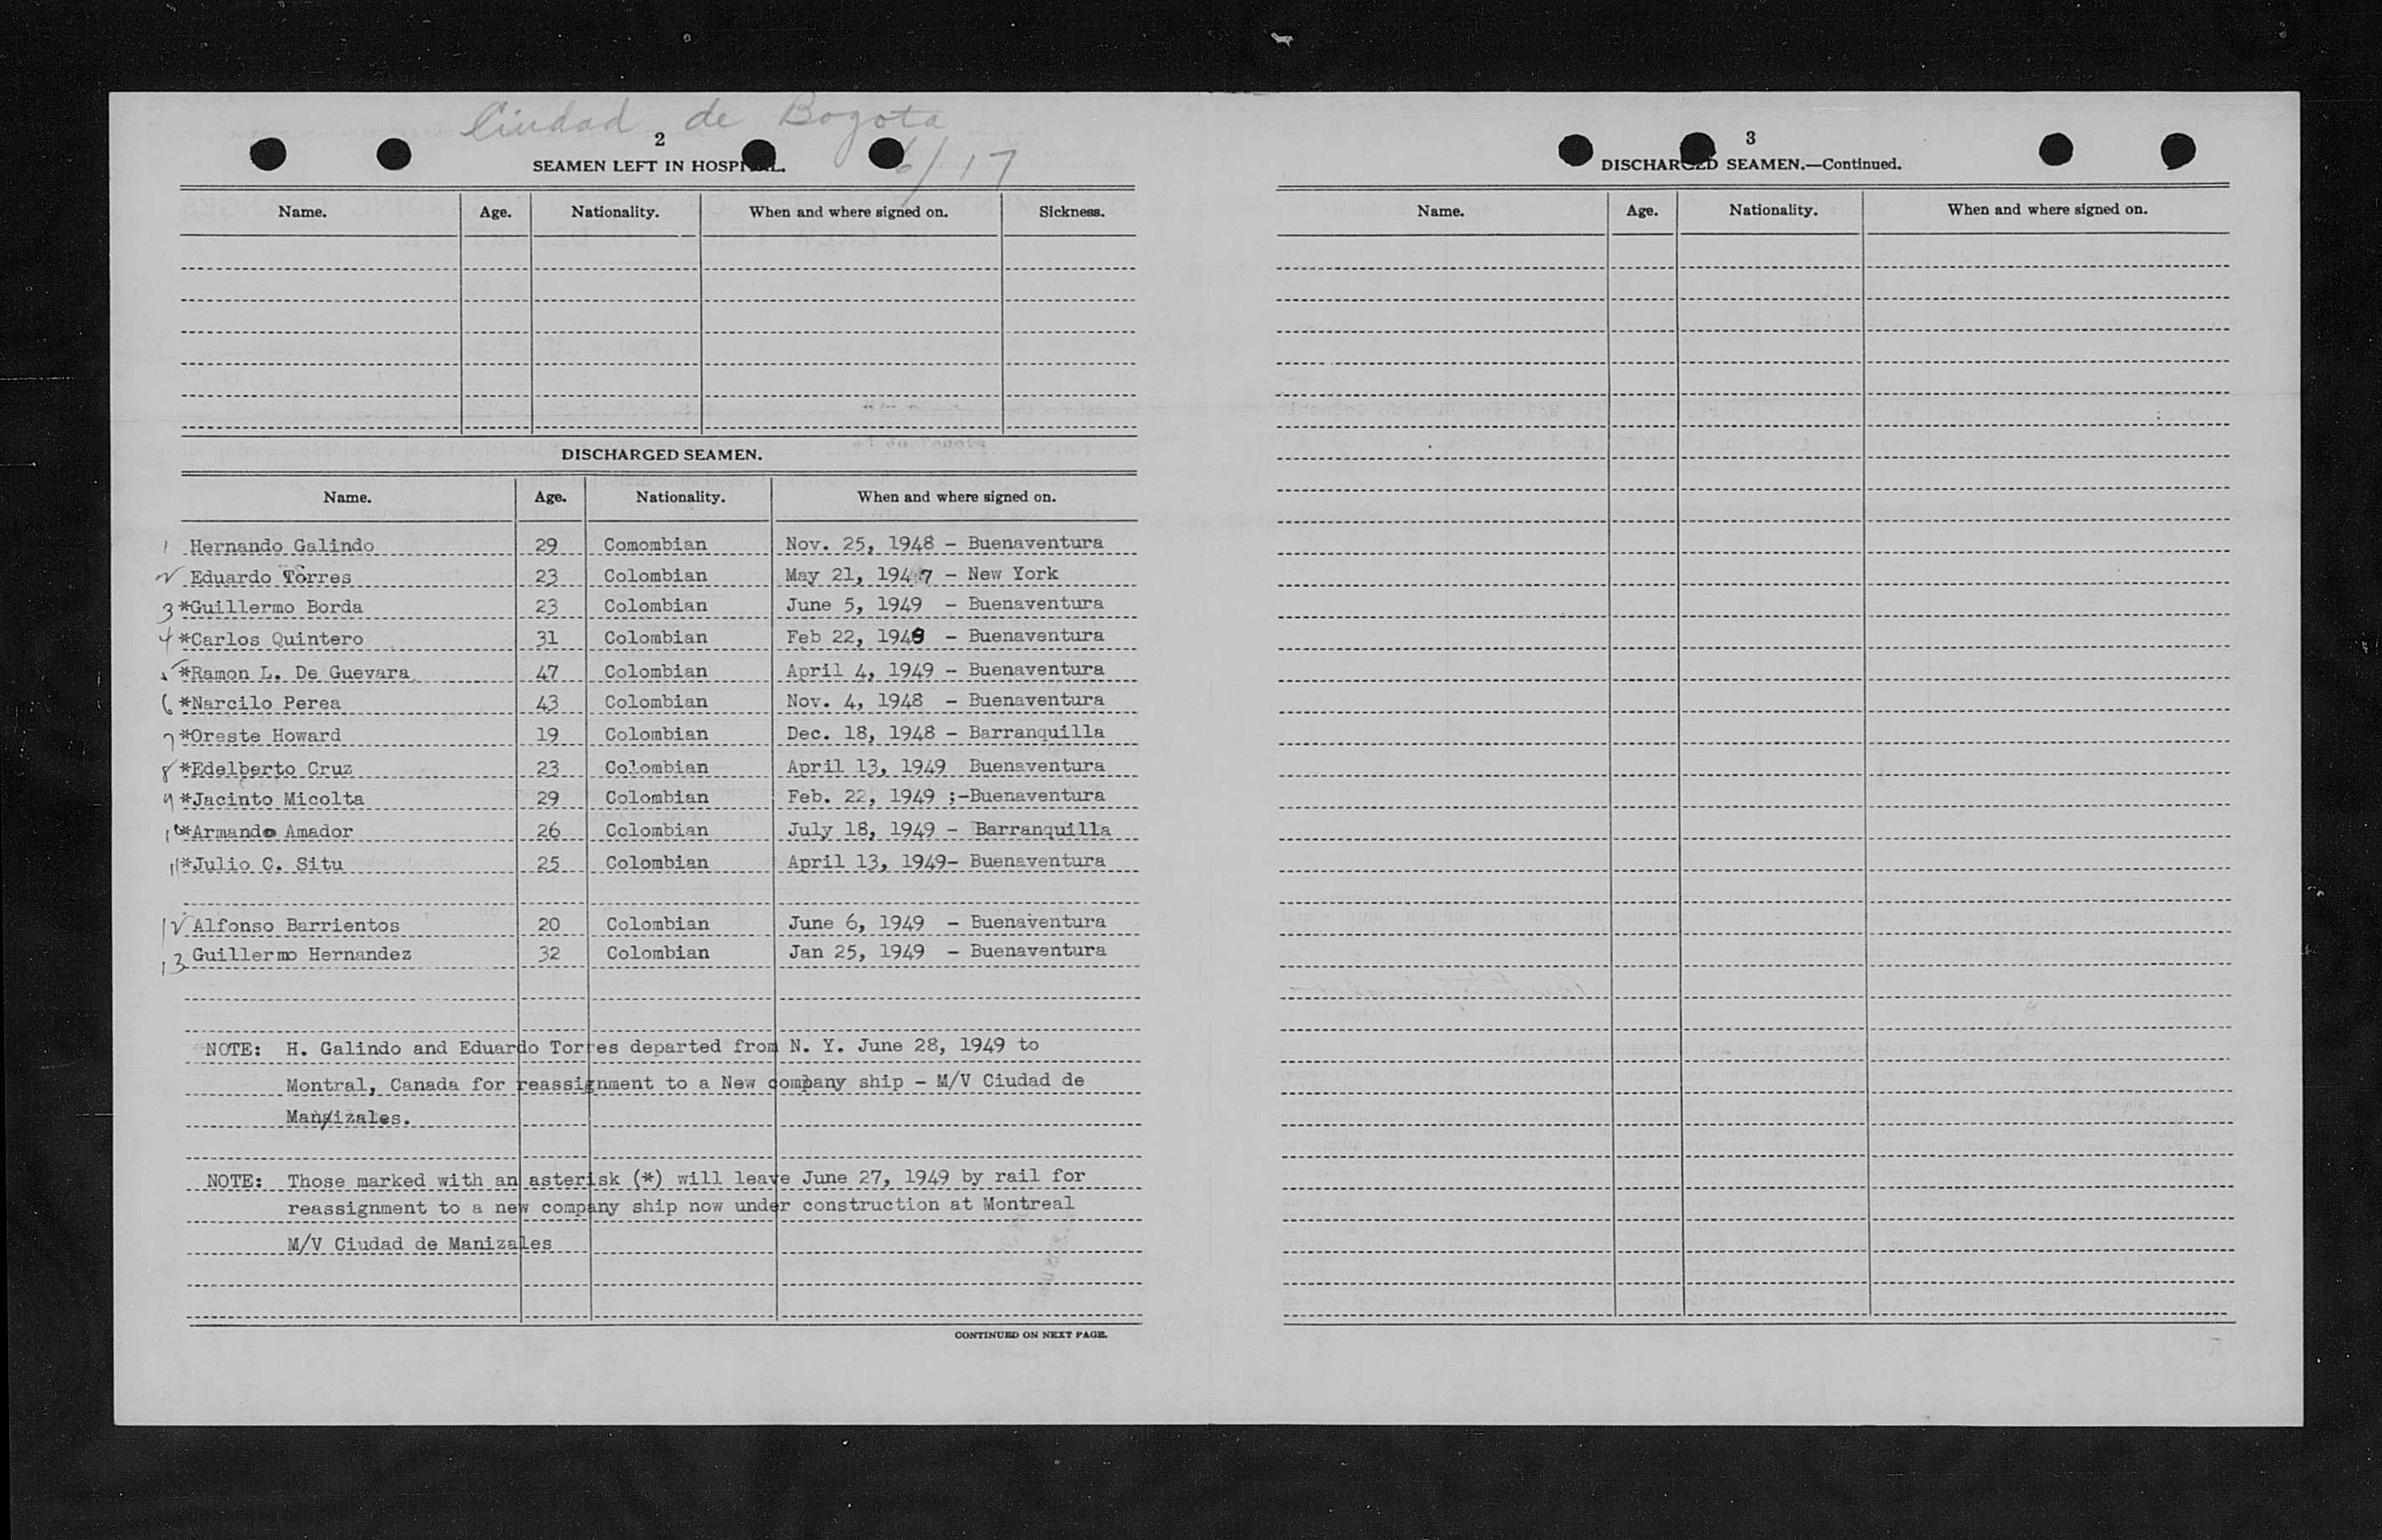 Ciudad de Bogota
6/17
2
SEAMEN LEFT IN HOSPITAL.
Name. Age. Nationality. When and where signed on. Sickness.
DISCHARGED SEAMEN.
Name. Age. Nationality. When and where signed on.
1 Hernando Galindo 29 Comombian Nov. 25, 1948 - Buenaventura
2 Eduardo Torres 23 Colombian May 21, 1947 - New York
3 *Guillermo Borda 23 Colombian June 5, 1949 - Buenaventura
4 *Carlos Quintero 31 Colombian Feb 22, 1949 - Buenaventura
5 *Ramon L. De Guevara 47 Colombian April 4, 1949 - Buenaventura
6 *Narcilo Perea 43 Colombian Nov. 4, 1948 - Buenaventura
7 *Oreste Howard 19 Colombian Dec. 18, 1948 - Barranquilla
8 *Edelberto Cruz 23 Colombian April 13, 1949 Buenaventura
9 *Jacinto Micolta 29 Colombian Feb. 22, 1949 ;-Buenaventura
10 *Armando Amador 26 Colombian July 18, 1949 - Barranquilla
11 *Julio C. Situ 25 Colombian April 13, 1949- Buenaventura
12 Alfonso Barrientos 20 Colombian June 6, 1949 - Buenaventura
13 Guillermo Hernandez 32 Colombian Jan 25, 1949 - Buenaventura
NOTE: H. Galindo and Eduardo Torres departed from N. Y. June 28, 1949 to
Montral, Canada for reassignment to a New company ship - M/V Ciudad de
Manizales.
NOTE: Those marked with an asterisk (*) will leave June 27, 1949 by rail for
reassignment to a new company ship now under construction at Montreal
M/V Ciudad de Manizales
CONTINUED ON NEXT PAGE.
3
DISCHARGED SEAMEN.—Continued.
Name. Age. Nationality. When and where signed on.